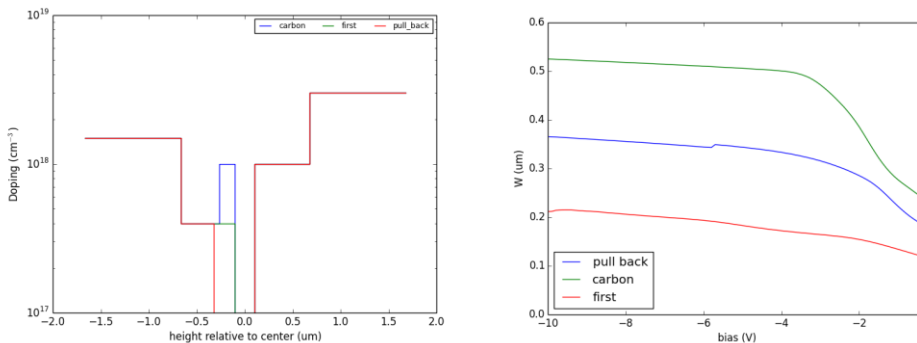 carbon first pull_back
10^19
10^18
10^17
Doping (cm^-3)
−2.0 −1.5 −1.0 −0.5 0.0 0.5 1.0 1.5 2.0
height relative to center (um)
0.6
0.5
0.4
0.3
0.2
0.1
0.0
W (um)
pull back
carbon
first
−10 −8 −6 −4 −2
bias (V)